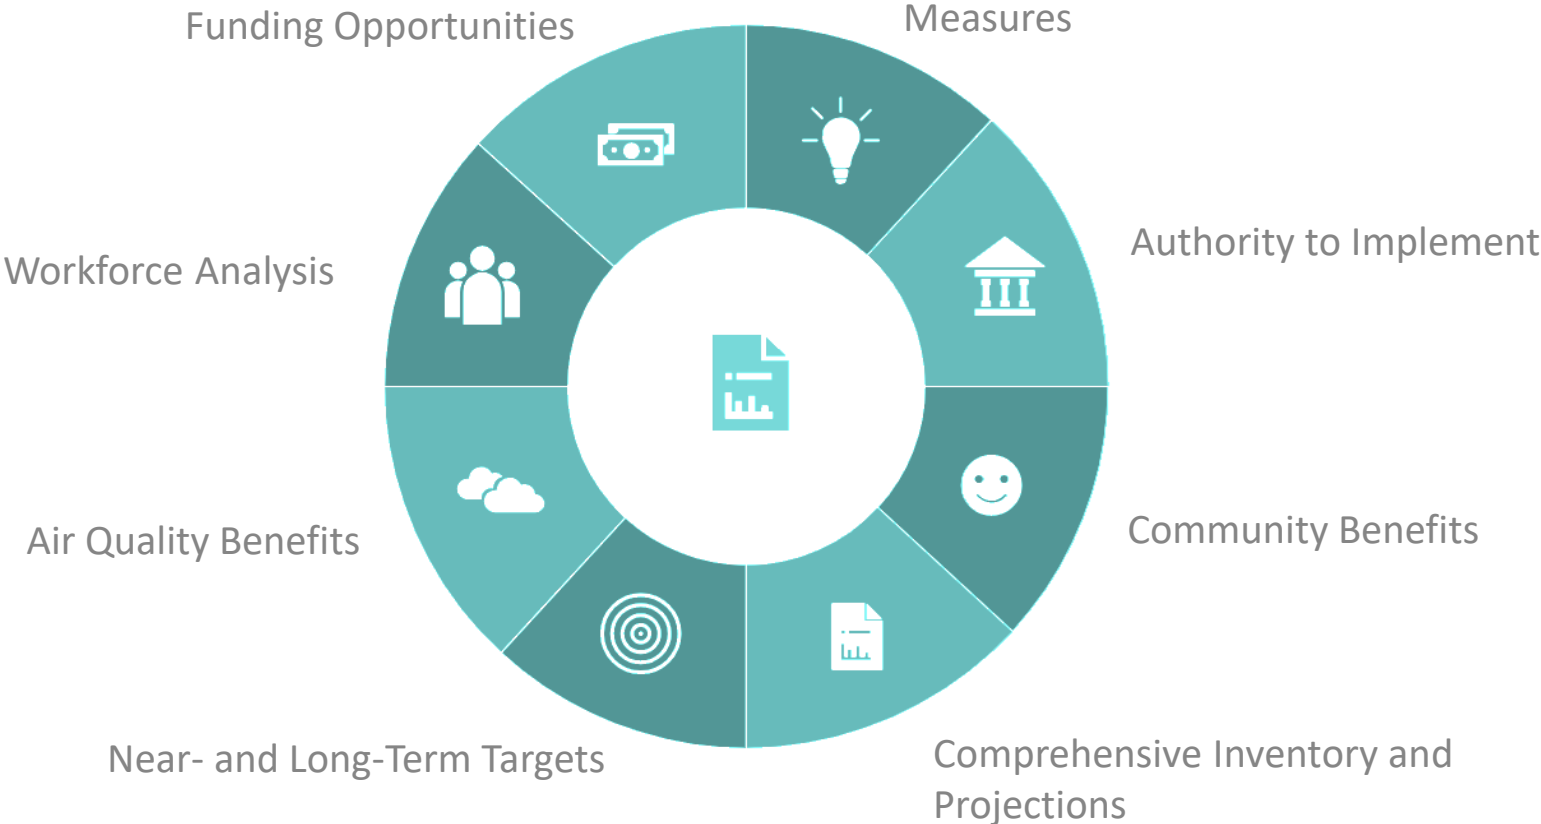 Funding Opportunities
Measures
Authority to Implement
Workforce Analysis
Community Benefits
Air Quality Benefits
Near- and Long-Term Targets
Comprehensive Inventory and
Projections